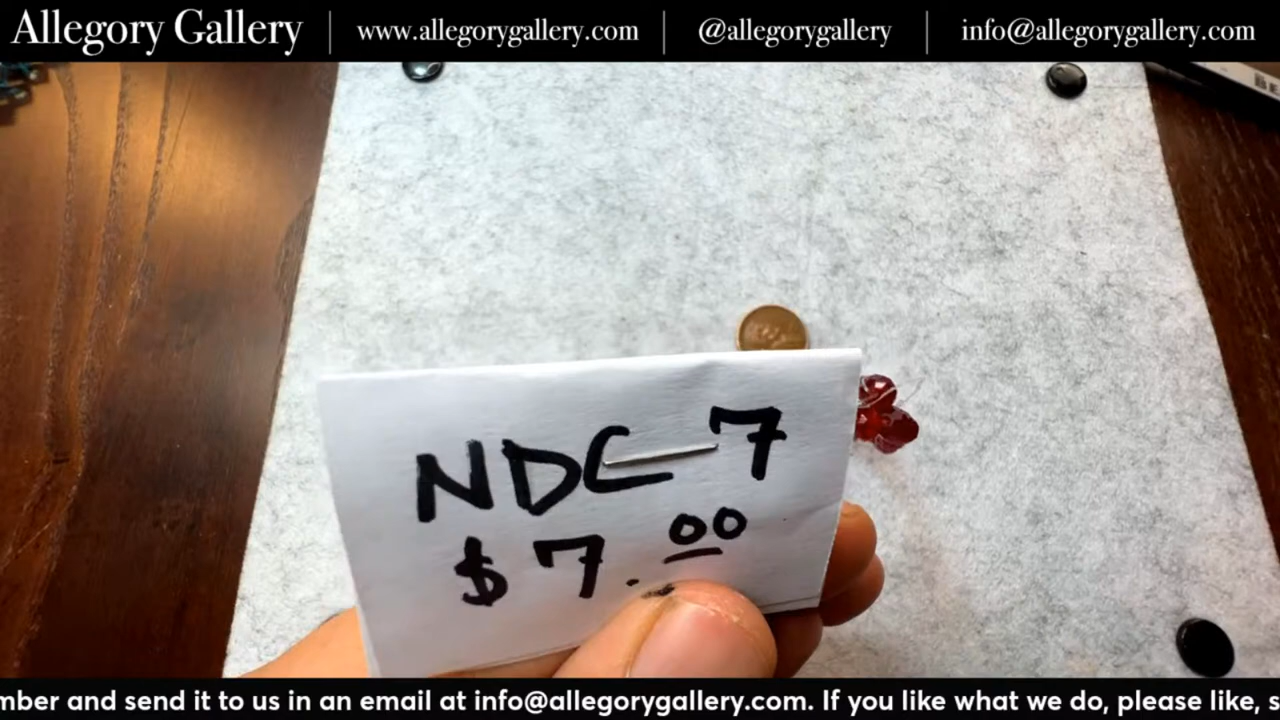 Allegory Gallery
www.allegorygallery.com
@allegorygallery
info@allegorygallery.com
NDC 7
$7.00
mber and send it to us in an email at info@allegorygallery.com. If you like what we do, please like, s